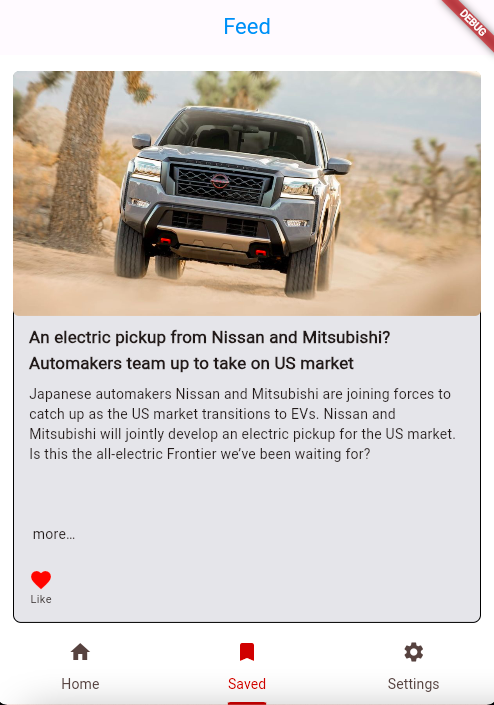 Feed
DEBUG
An electric pickup from Nissan and Mitsubishi?
Automakers team up to take on US market
Japanese automakers Nissan and Mitsubishi are joining forces to
catch up as the US market transitions to EVs. Nissan and
Mitsubishi will jointly develop an electric pickup for the US market.
Is this the all-electric Frontier we’ve been waiting for?
more…
Like
Home
Saved
Settings